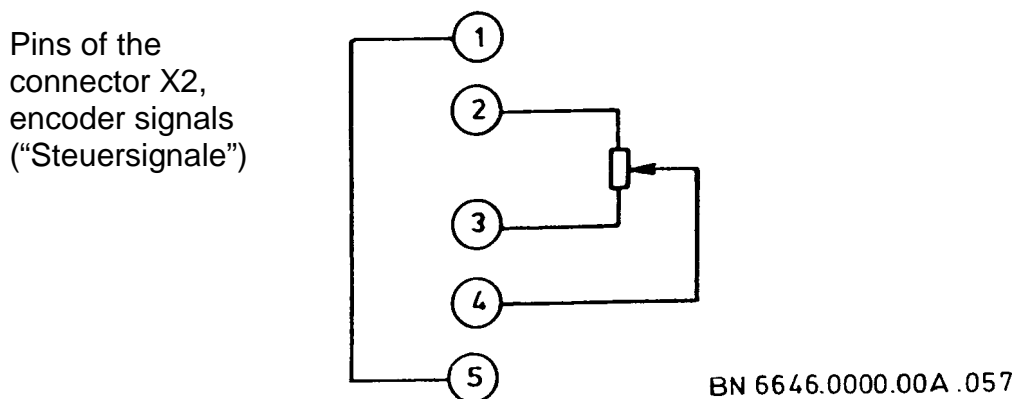 Pins of the
connector X2,
encoder signals
(“Steuersignale”)
1
2
3
4
5
BN 6646.0000.00A .057